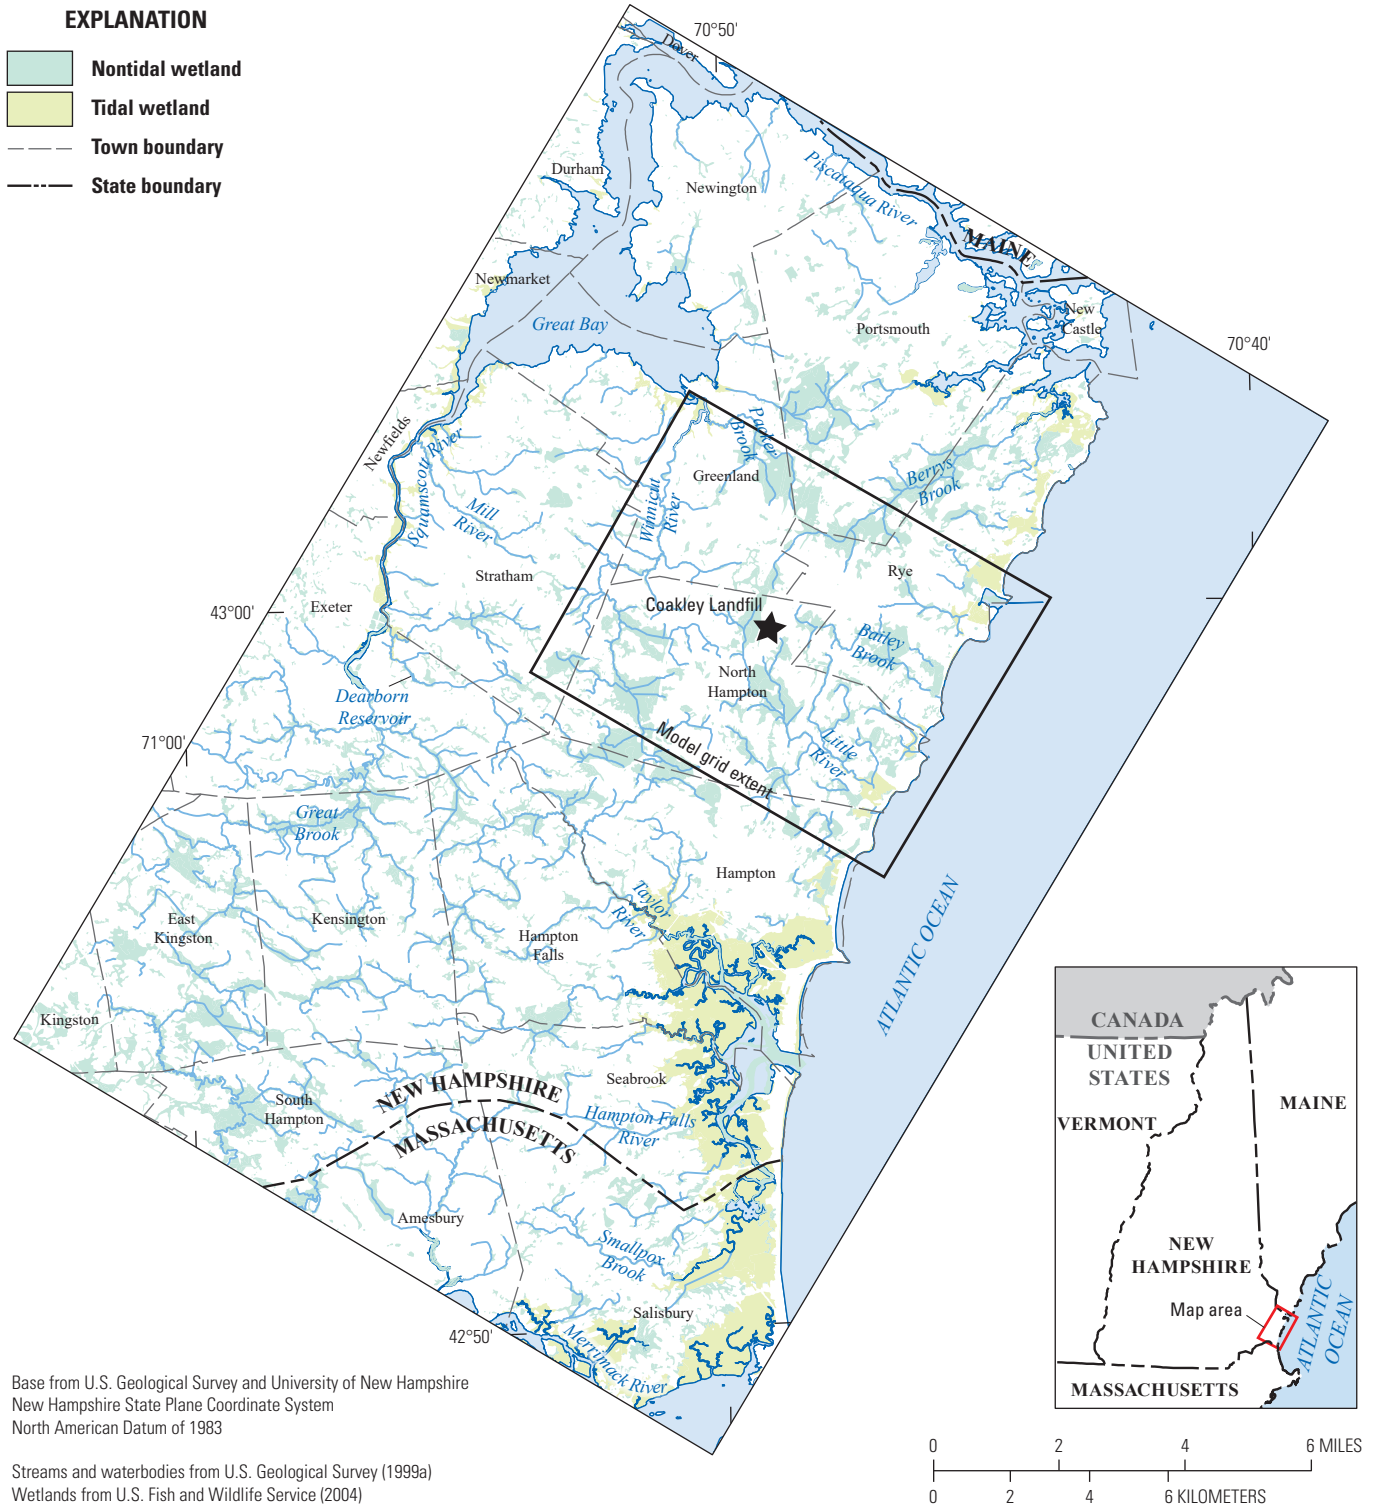 EXPLANATION
Nontidal wetland
Tidal wetland
Town boundary
State boundary
70°50'
Dover
Durham
Newington
Piscataqua River
MAINE
Newmarket
Great Bay
New
Castle
Portsmouth
70°40'
Newfields
Squamscott River
Packer
Brook
Greenland
Berrys
Brook
Winnicut
River
Mill
River
Stratham
Rye
Exeter
43°00'
Coakley Landfill
Bailey
Brook
North
Hampton
Dearborn
Reservoir
71°00'
Model grid extent
Little
River
Great
Brook
Hampton
Taylor
River
East
Kingston
Kensington
Hampton
Falls
ATLANTIC OCEAN
Kingston
Seabrook
NEW HAMPSHIRE
MASSACHUSETTS
South
Hampton
Hampton Falls
River
Amesbury
Smallpox
Brook
Salisbury
42°50'
Merrimack River
CANADA
UNITED
STATES
VERMONT
MAINE
NEW
HAMPSHIRE
Map area
ATLANTIC
OCEAN
MASSACHUSETTS
Base from U.S. Geological Survey and University of New Hampshire
New Hampshire State Plane Coordinate System
North American Datum of 1983
Streams and waterbodies from U.S. Geological Survey (1999a)
Wetlands from U.S. Fish and Wildlife Service (2004)
0 2 4 6 MILES
0 2 4 6 KILOMETERS